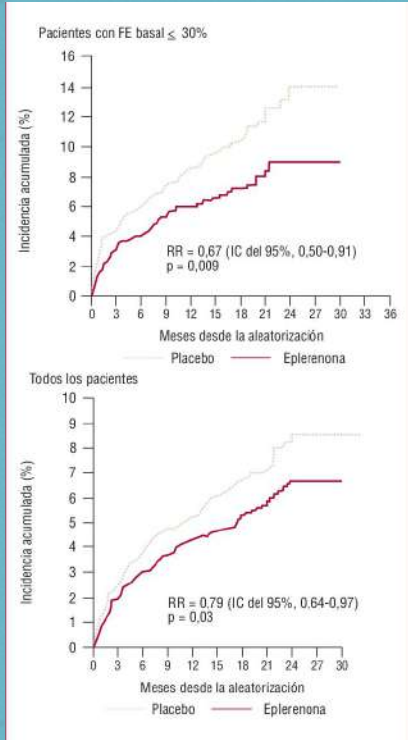 Pacientes con FE basal ≤ 30%
16
14
12
10
8
6
4
2
0
Incidencia acumulada (%)
RR = 0,67 (IC del 95%, 0,50-0,91)
p = 0,009
0 3 6 9 12 15 18 21 24 27 30 33 36
Meses desde la aleatorización
Placebo Eplerenona
Todos los pacientes
10
9
8
7
6
5
4
3
2
1
0
Incidencia acumulada (%)
RR = 0.79 (IC del 95%, 0,64-0,97)
p = 0,03
0 3 6 9 12 15 18 21 24 27 30
Meses desde la aleatorización
Placebo Eplerenona